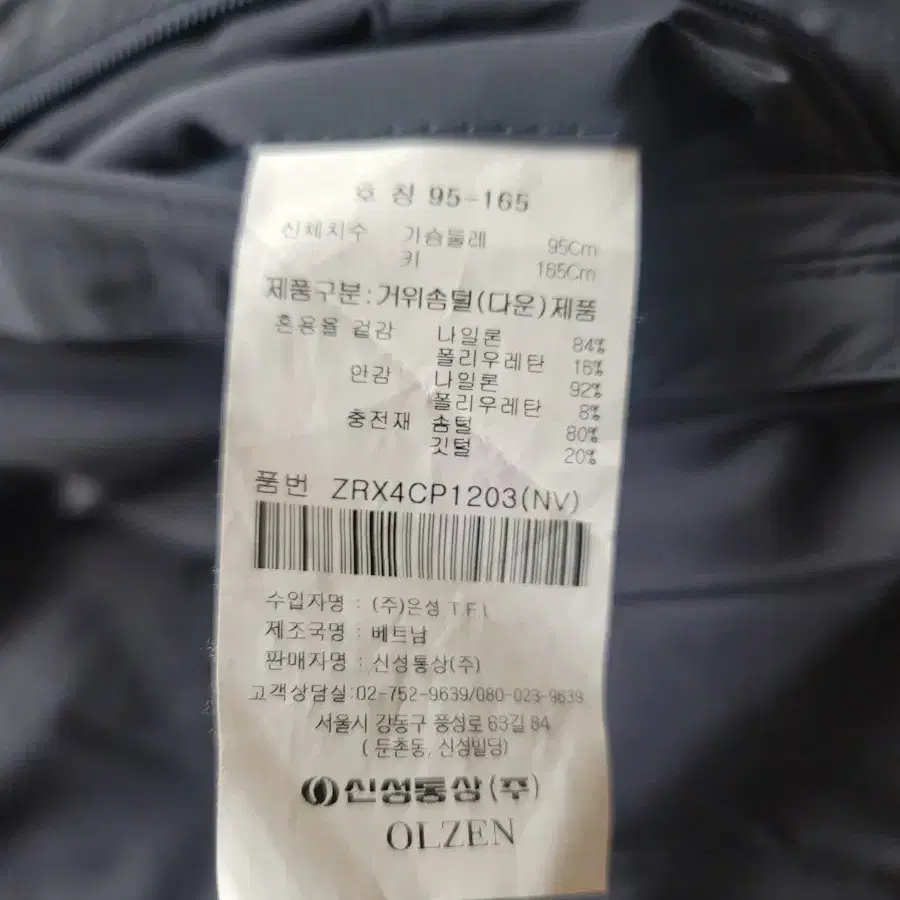 호 칭 95-165
신체치수 가슴둘레 95Cm
키 165Cm
제품구분:거위솜털(다운)제품
혼용율 겉감 나일론 84%
폴리우레탄 16%
안감 나일론 92%
폴리우레탄 8%
충전재 솜털 80%
깃털 20%
품번 ZRX4CP1203(NV)
수입자명 : (주)은성 T.F.I.
제조국명 : 베트남
판매자명 : 신성통상(주)
고객상담실:02-752-9639/080-023-9639
서울시 강동구 풍성로 63길 84
(둔촌동, 신성빌딩)
신성통상(주)
OLZEN